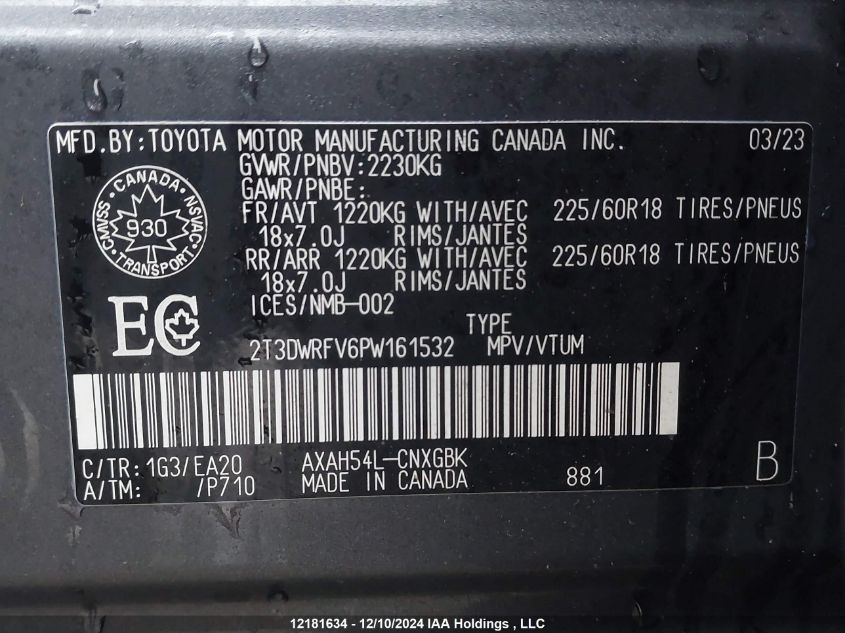 MFD.BY:TOYOTA MOTOR MANUFACTURING CANADA INC. 03/23
GVWR/PNBV:2230KG
GAWR/PNBE:
FR/AVT 1220KG WITH/AVEC 225/60R18 TIRES/PNEUS
18x7.0J RIMS/JANTES
RR/ARR 1220KG WITH/AVEC 225/60R18 TIRES/PNEUS
18x7.0J RIMS/JANTES
ICES/NMB-002
CANADA
CMVSS 930 NSVAC
TRANSPORT
EC
TYPE
2T3DWRFV6PW161532 MPV/VTUM
C/TR:1G3/EA20 AXAH54L-CNXGBK B
A/TM: /P710 MADE IN CANADA 881
12181634 - 12/10/2024 IAA Holdings , LLC